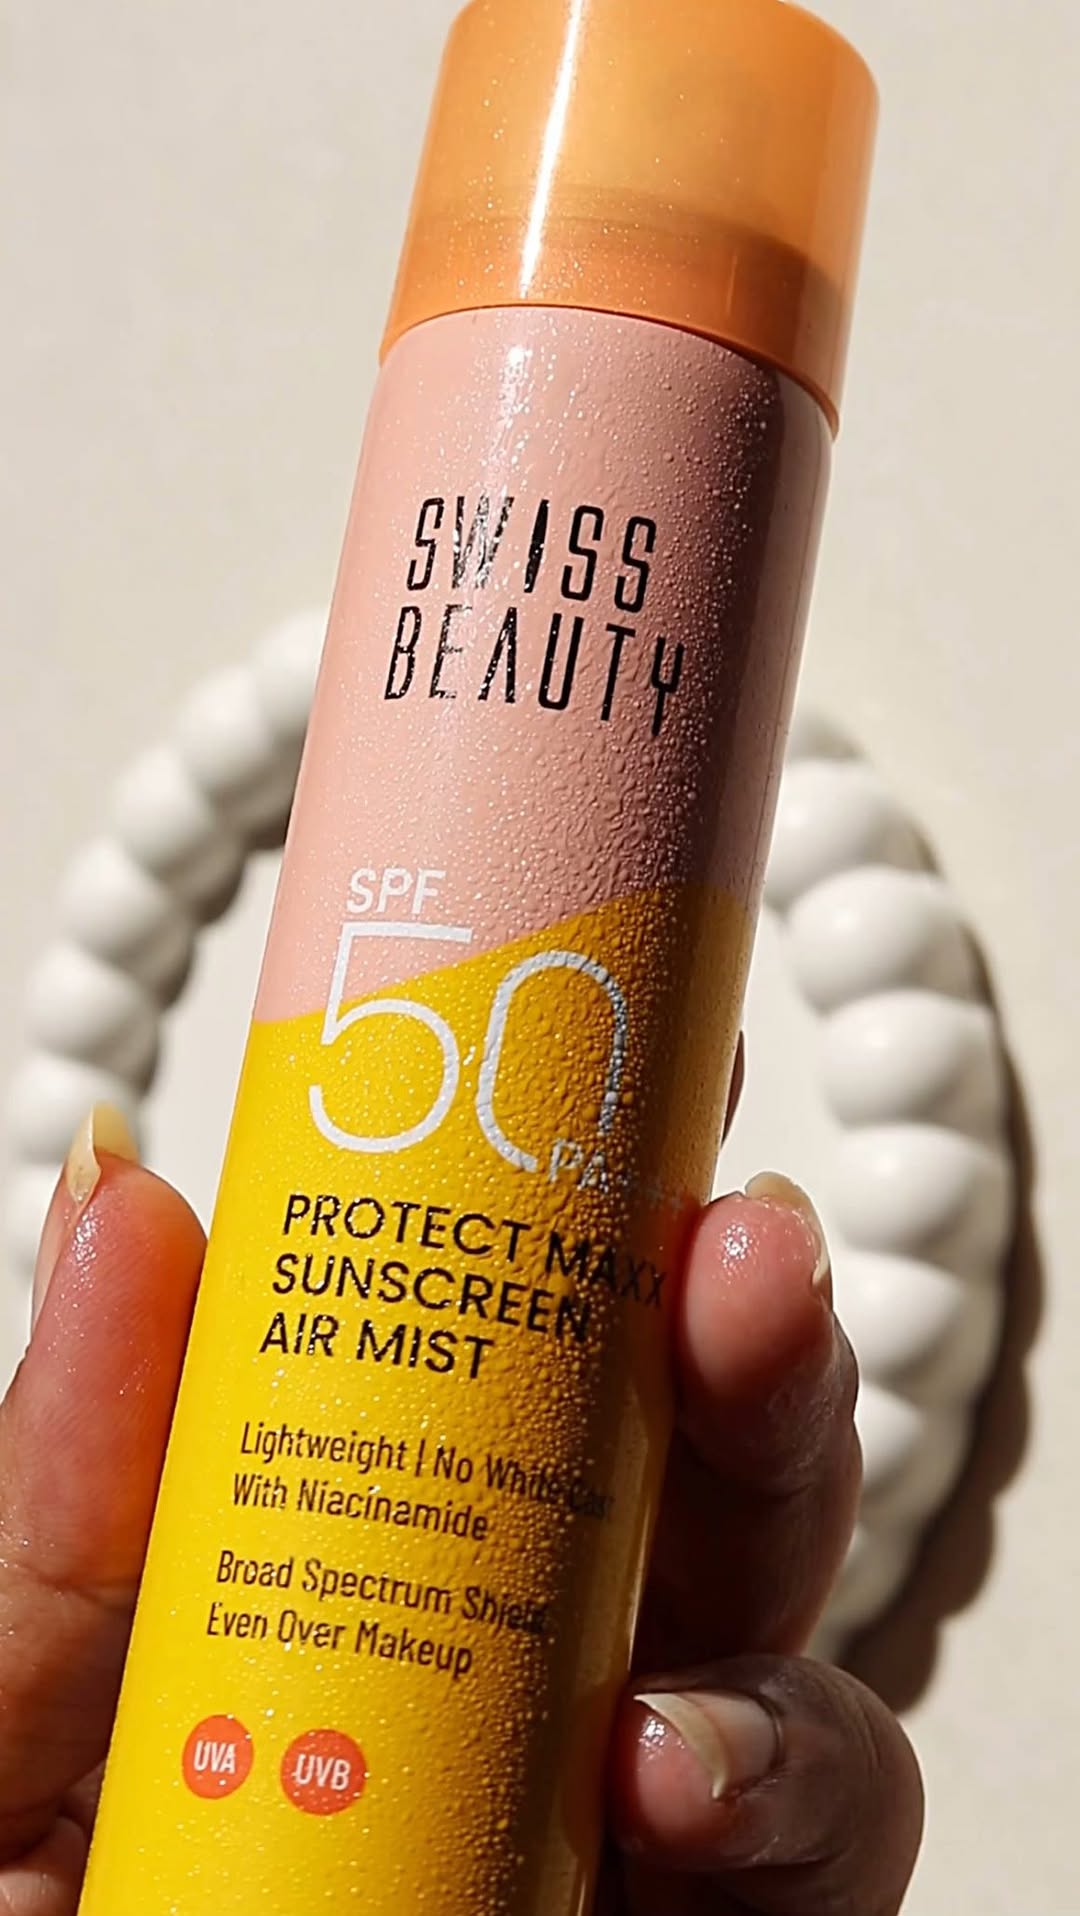 SWISS
BEAUTY
SPF
50
PROTECT MAXX
SUNSCREEN
AIR MIST
Lightweight | No White Cast
With Niacinamide
Broad Spectrum Shield
Even Over Makeup
UVA UVB